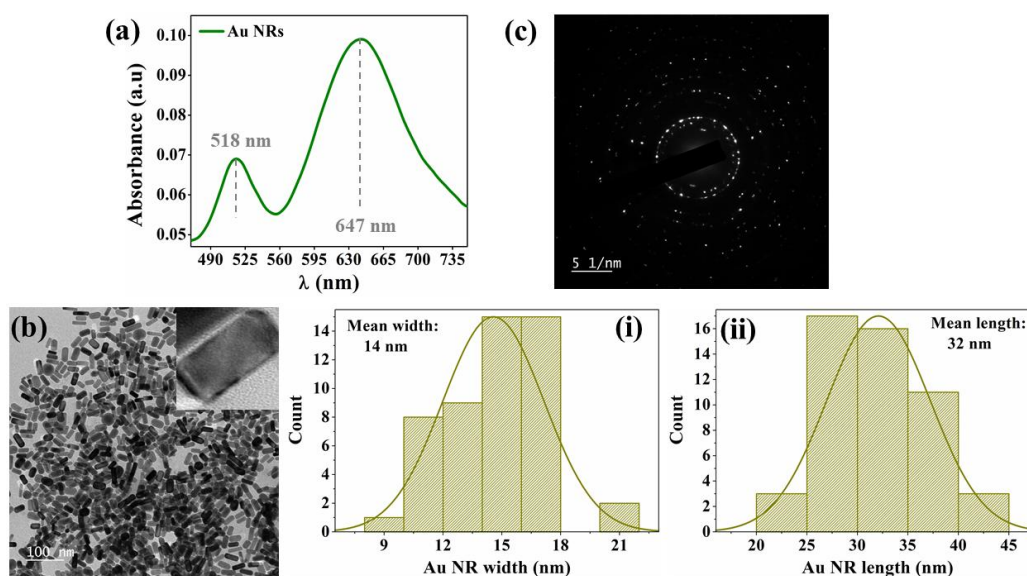 (a)
Au NRs
0.10
0.09
0.08
0.07
0.06
0.05
Absorbance (a.u)
518 nm
647 nm
490 525 560 595 630 665 700 735
λ (nm)
(c)
5 1/nm
(b)
100 nm
Mean width:
14 nm
(i)
14
12
10
8
6
4
2
0
Count
9 12 15 18 21
Au NR width (nm)
(ii)
Mean length:
32 nm
16
14
12
10
8
6
4
2
0
Count
20 25 30 35 40 45
Au NR length (nm)